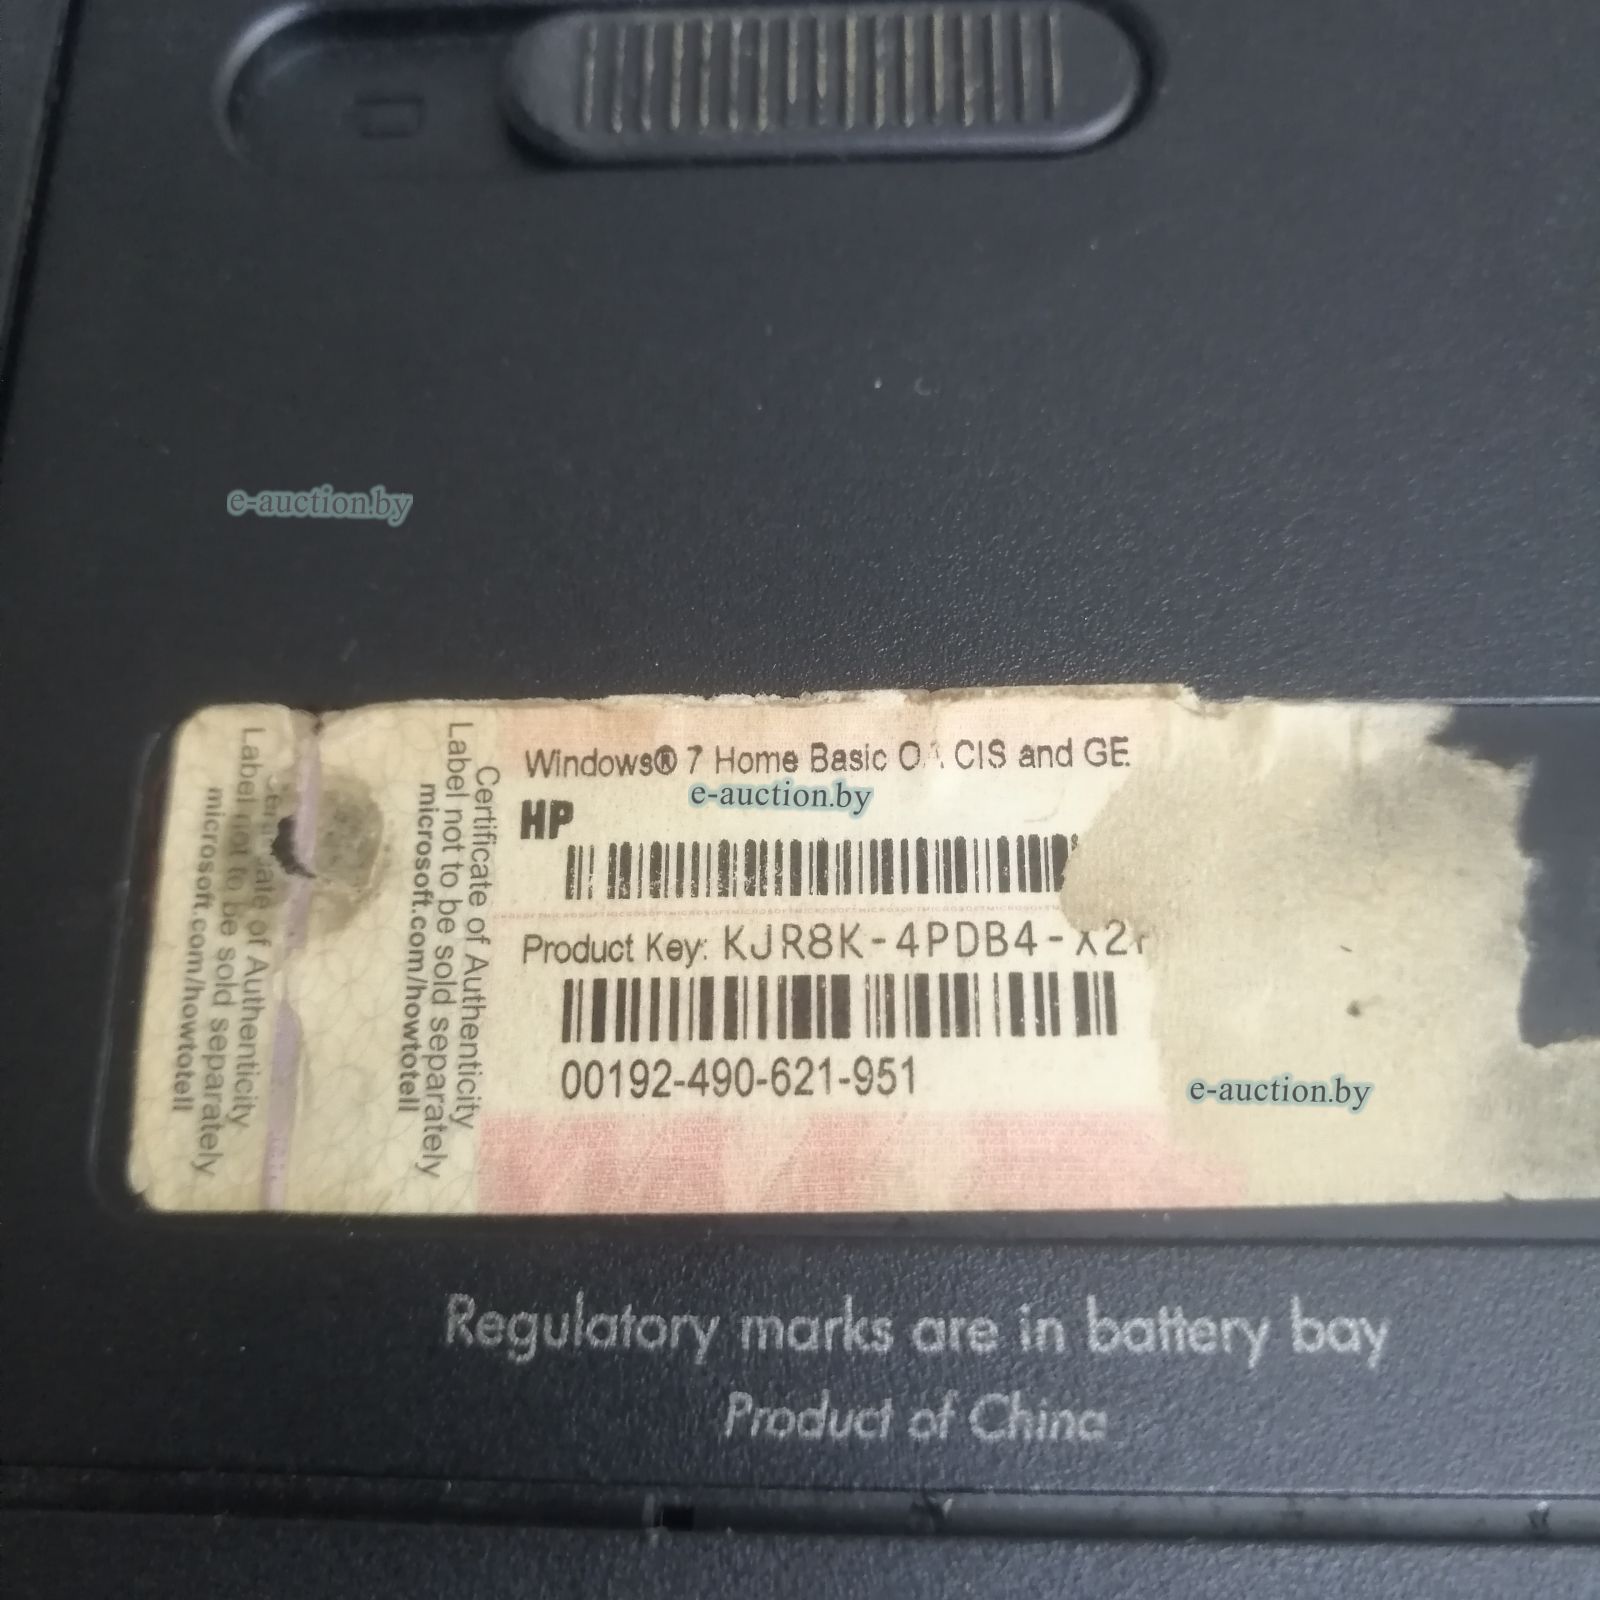 e-auction.by
Windows® 7 Home Basic CIS and GE
e-auction.by
HP
Product Key: KJR8K-4PDB4-X2
00192-490-621-951
e-auction.by
Certificate of Authenticity
Label not to be sold separately
microsoft.com/howtotell
of Authenticity
Label not to be sold separately
microsoft.com/howtotell
Regulatory marks are in battery bay
Product of China